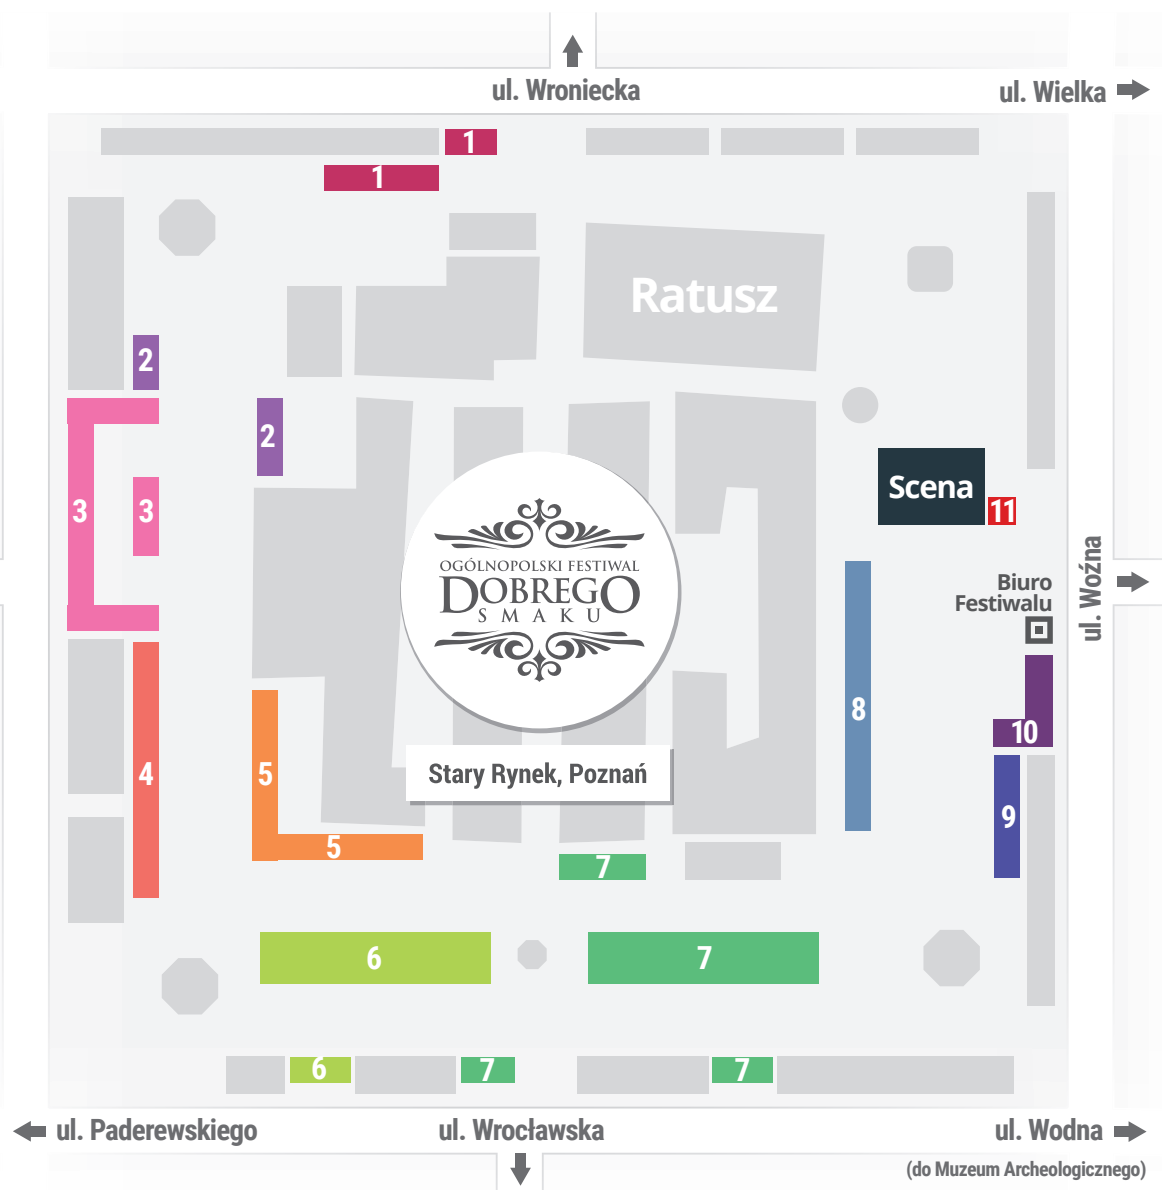 ul. Wroniecka
ul. Wielka
1
1
Ratusz
2
2
3
3
Scena
11
OGÓLNOPOLSKI FESTIWAL
DOBREGO
SMAKU
Biuro
Festiwalu
ul. Woźna
8
10
4
5
Stary Rynek, Poznań
9
5
7
6
7
6
7
7
ul. Paderewskiego
ul. Wrocławska
ul. Wodna
(do Muzeum Archeologicznego)